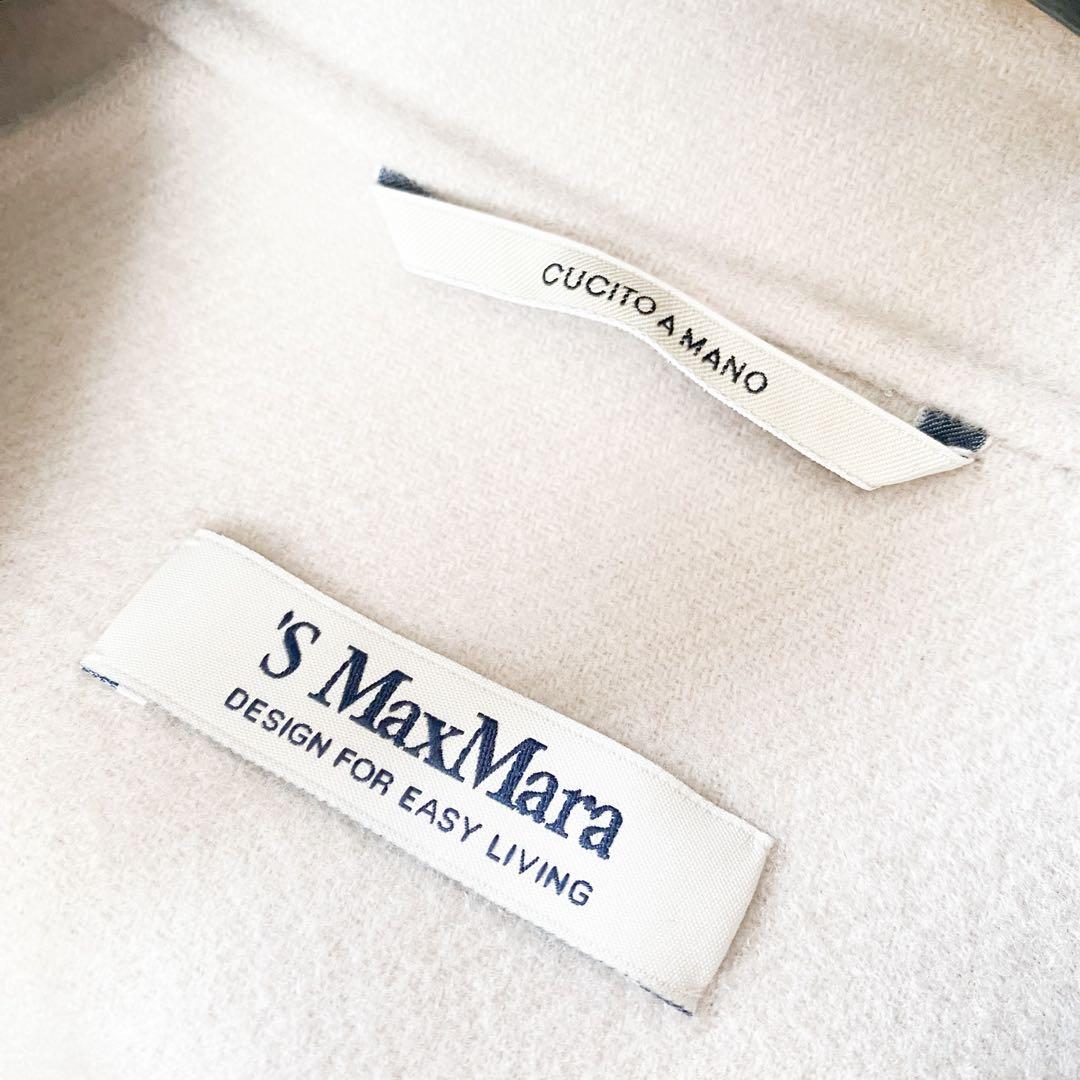 CUCITO A MANO
'S MaxMara
DESIGN FOR EASY LIVING